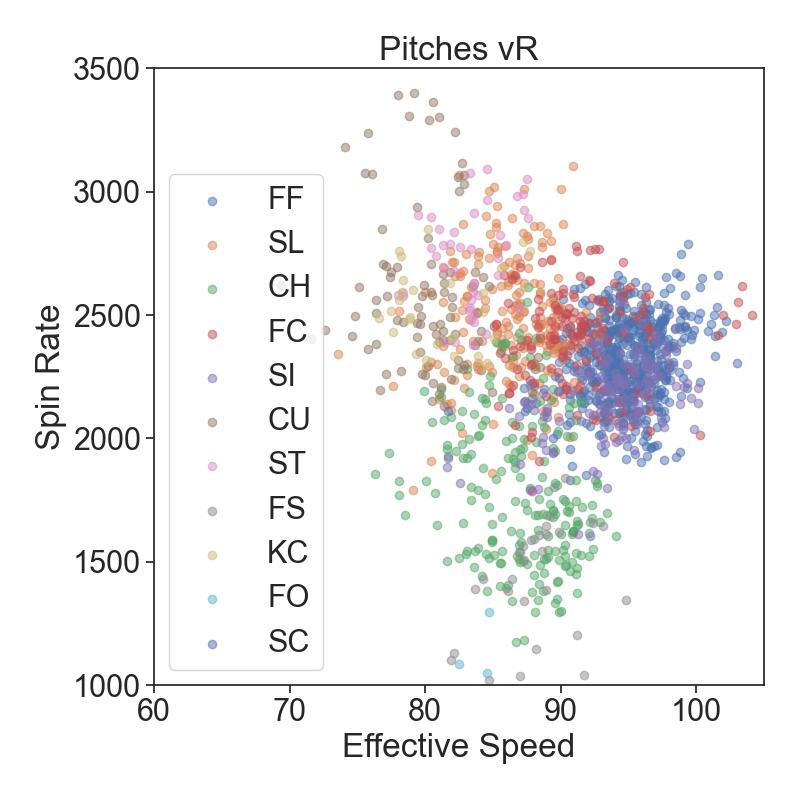 Pitches vR
3500
3000
2500
2000
1500
1000
Spin Rate
FF
SL
CH
FC
SI
CU
ST
FS
KC
FO
SC
60 70 80 90 100
Effective Speed